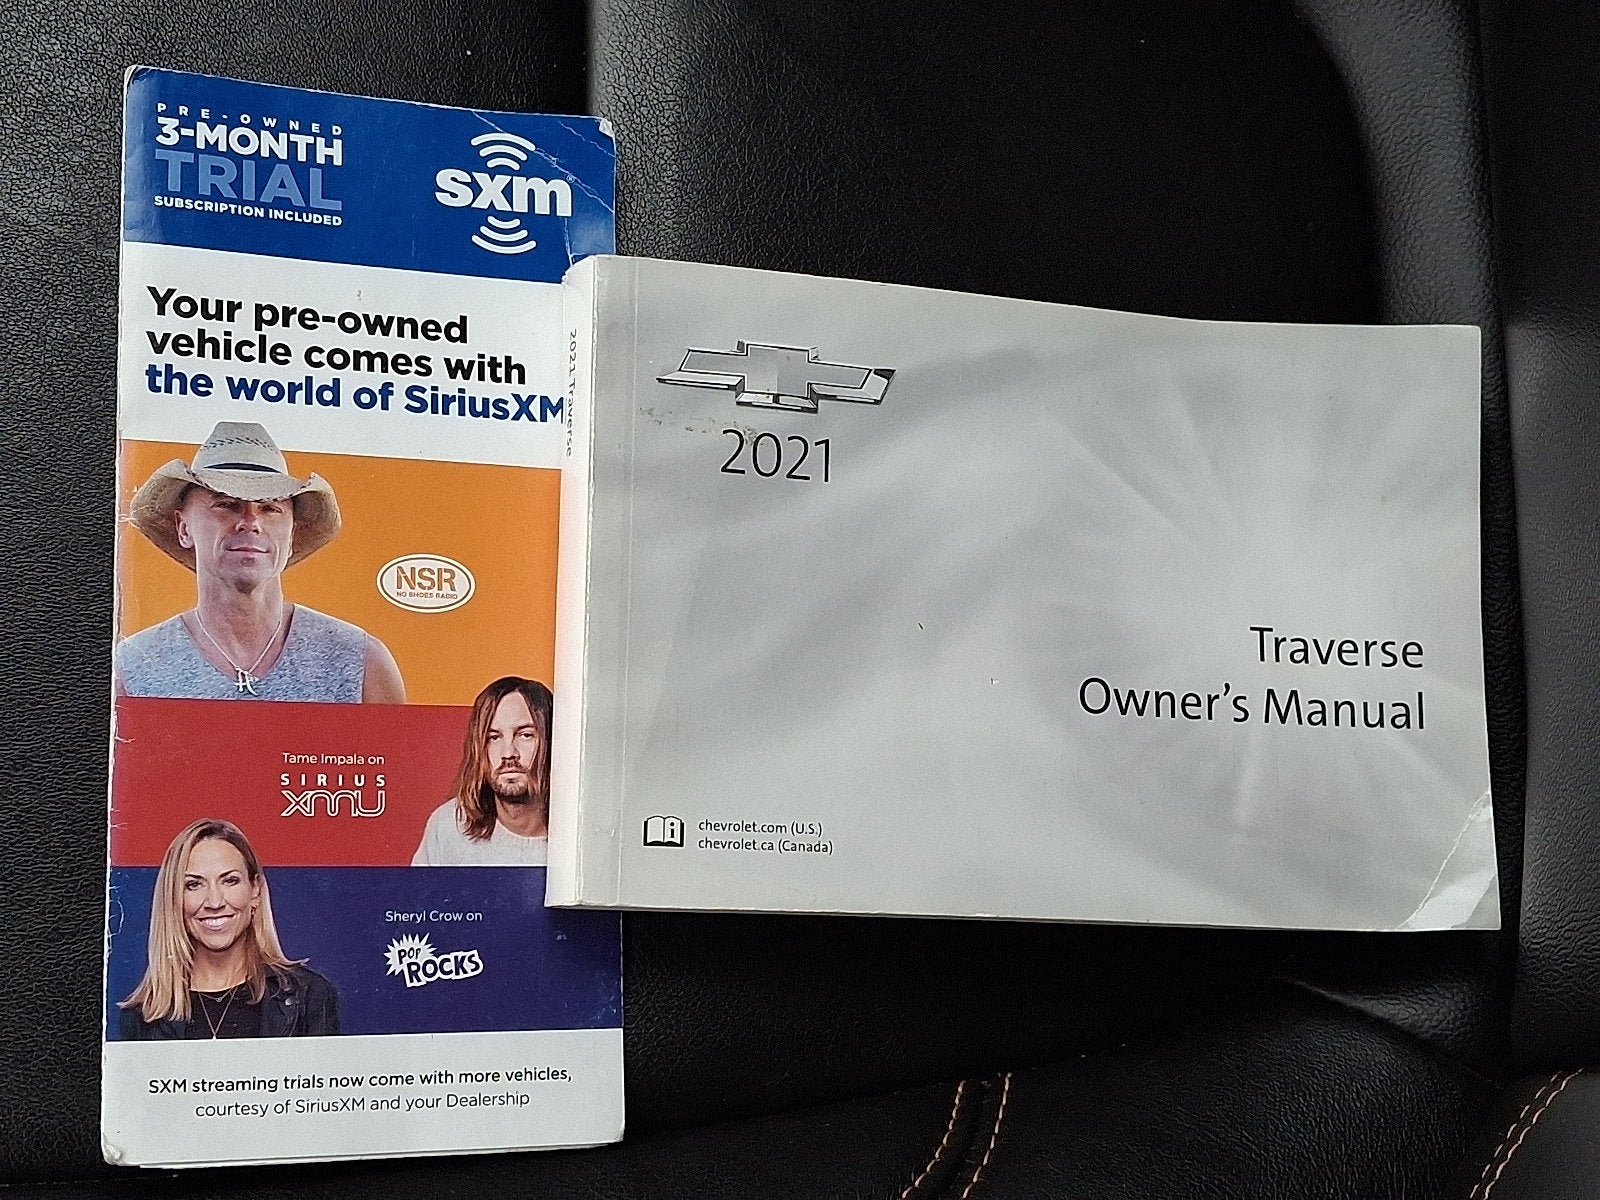 PRE-OWNED
3-MONTH
TRIAL
SUBSCRIPTION INCLUDED
sxm
Your pre-owned
vehicle comes with
the world of SiriusXM
NSR
NO SHOES RADIO
Tame Impala on
SIRIUS
XMU
Sheryl Crow on
POP
ROCKS
SXM streaming trials now come with more vehicles,
courtesy of SiriusXM and your Dealership
2021 Traverse
2021
Traverse
Owner's Manual
i
chevrolet.com (U.S.)
chevrolet.ca (Canada)